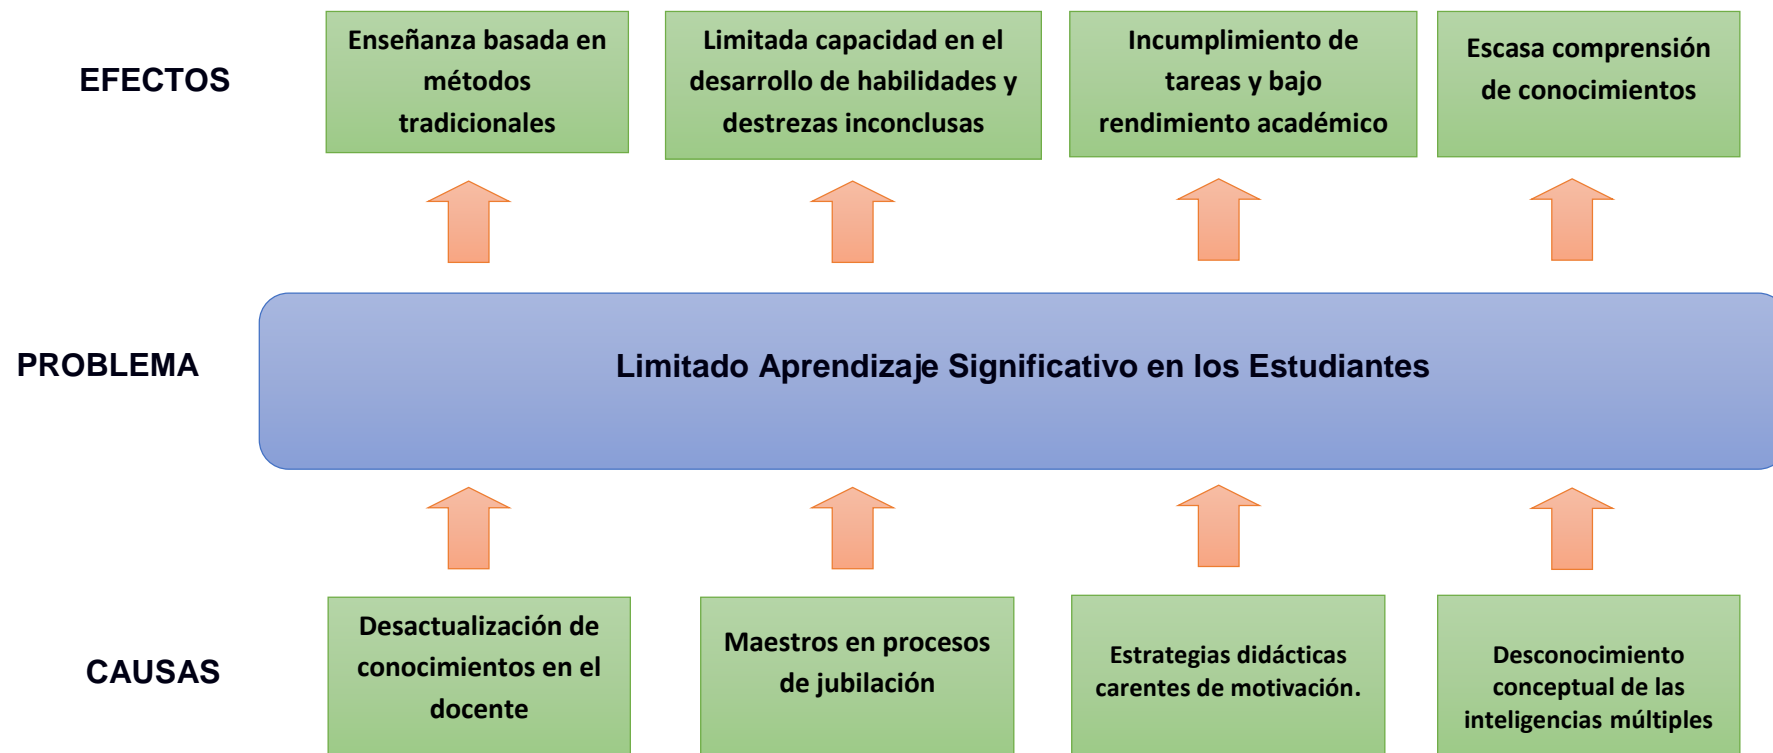 EFECTOS
Enseñanza basada en
métodos
tradicionales
Limitada capacidad en el
desarrollo de habilidades y
destrezas inconclusas
Incumplimiento de
tareas y bajo
rendimiento académico
Escasa comprensión
de conocimientos
PROBLEMA
Limitado Aprendizaje Significativo en los Estudiantes
CAUSAS
Desactualización de
conocimientos en el
docente
Maestros en procesos
de jubilación
Estrategias didácticas
carentes de motivación.
Desconocimiento
conceptual de las
inteligencias múltiples